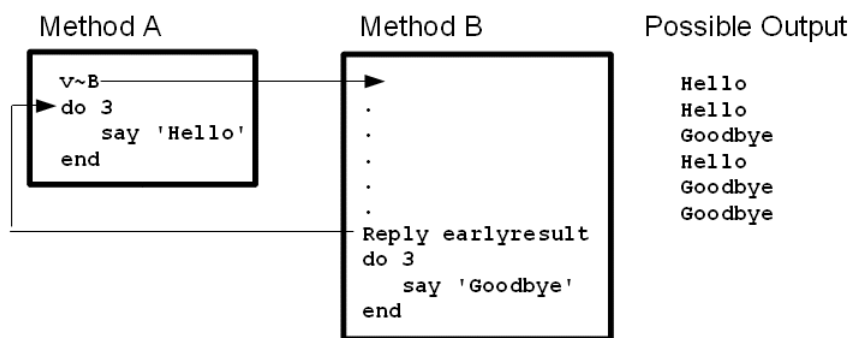 Method A
v~B
do 3
say 'Hello'
end
Method B
.
.
.
.
.
Reply earlyresult
do 3
say 'Goodbye'
end
Possible Output
Hello
Hello
Goodbye
Hello
Goodbye
Goodbye